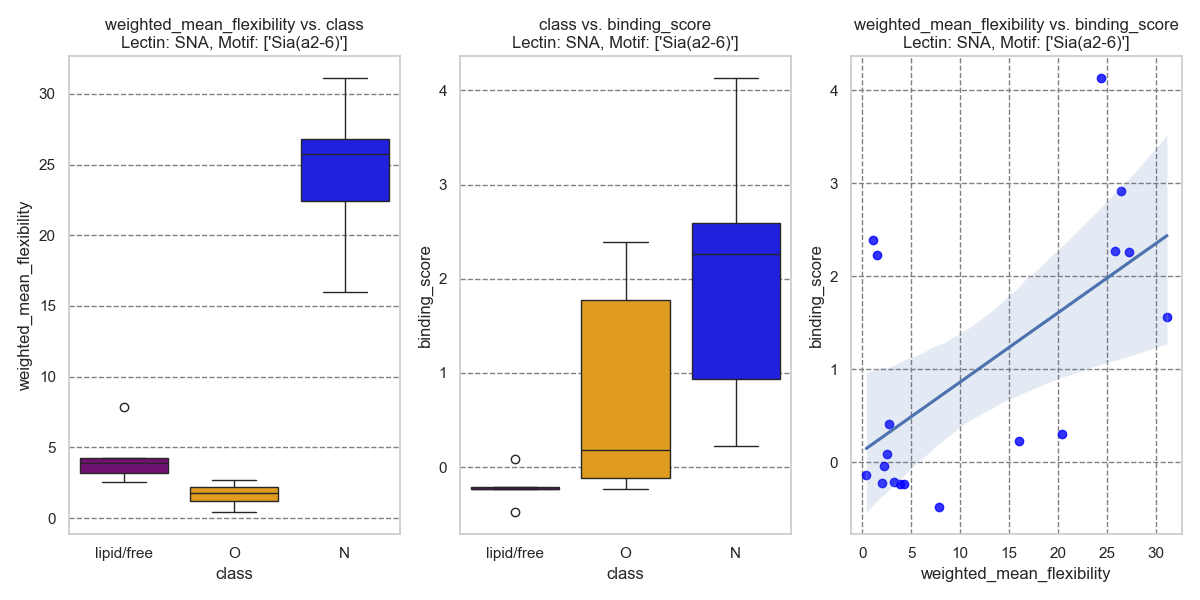 weighted_mean_flexibility vs. class
Lectin: SNA, Motif: ['Sia(a2-6)']
weighted_mean_flexibility
30
25
20
15
10
5
0
lipid/free
O
N
class
class vs. binding_score
Lectin: SNA, Motif: ['Sia(a2-6)']
binding_score
4
3
2
1
0
lipid/free
O
N
class
weighted_mean_flexibility vs. binding_score
Lectin: SNA, Motif: ['Sia(a2-6)']
binding_score
4
3
2
1
0
0
5
10
15
20
25
30
weighted_mean_flexibility